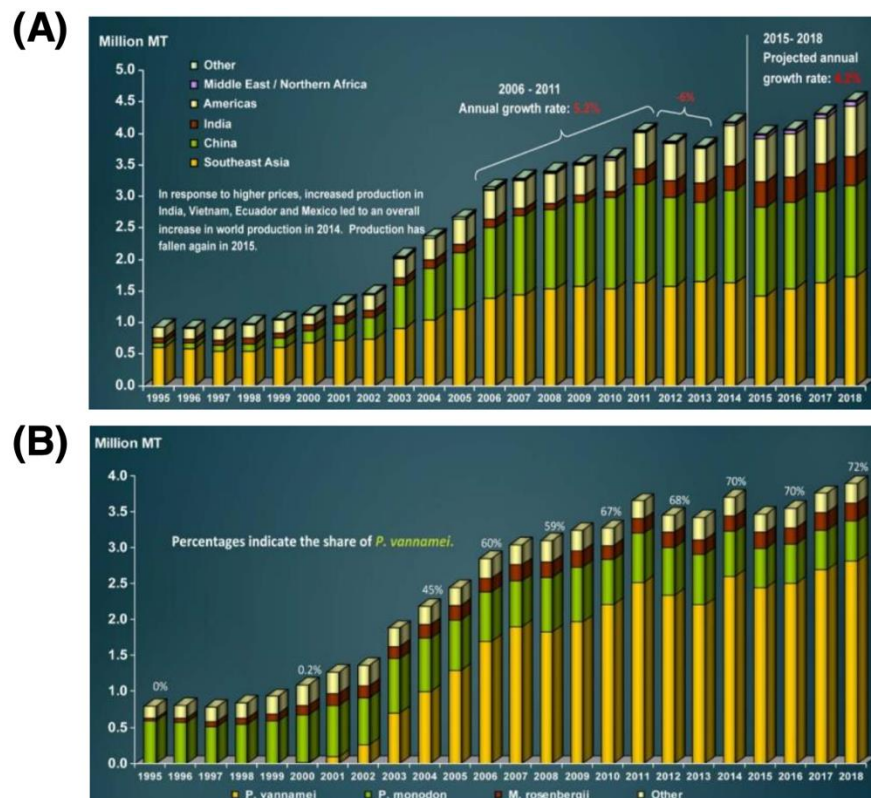 (A)
Million MT
5.0
4.5
4.0
3.5
3.0
2.5
2.0
1.5
1.0
0.5
0.0
Other
Middle East / Northern Africa
Americas
India
China
Southeast Asia
In response to higher prices, increased production in
India, Vietnam, Ecuador and Mexico led to an overall
increase in world production in 2014. Production has
fallen again in 2015.
2006 - 2011
Annual growth rate: 5.3%
-6%
2015- 2018
Projected annual
growth rate: 4.2%
1995 1996 1997 1998 1999 2000 2001 2002 2003 2004 2005 2006 2007 2008 2009 2010 2011 2012 2013 2014 2015 2016 2017 2018
(B)
Million MT
4.0
3.5
3.0
2.5
2.0
1.5
1.0
0.5
0.0
Percentages indicate the share of P. vannamei.
0% 0.2% 45% 60% 59% 67% 68% 70% 70% 72%
1995 1996 1997 1998 1999 2000 2001 2002 2003 2004 2005 2006 2007 2008 2009 2010 2011 2012 2013 2014 2015 2016 2017 2018
P. vannamei P. monodon M. rosenbergii Other